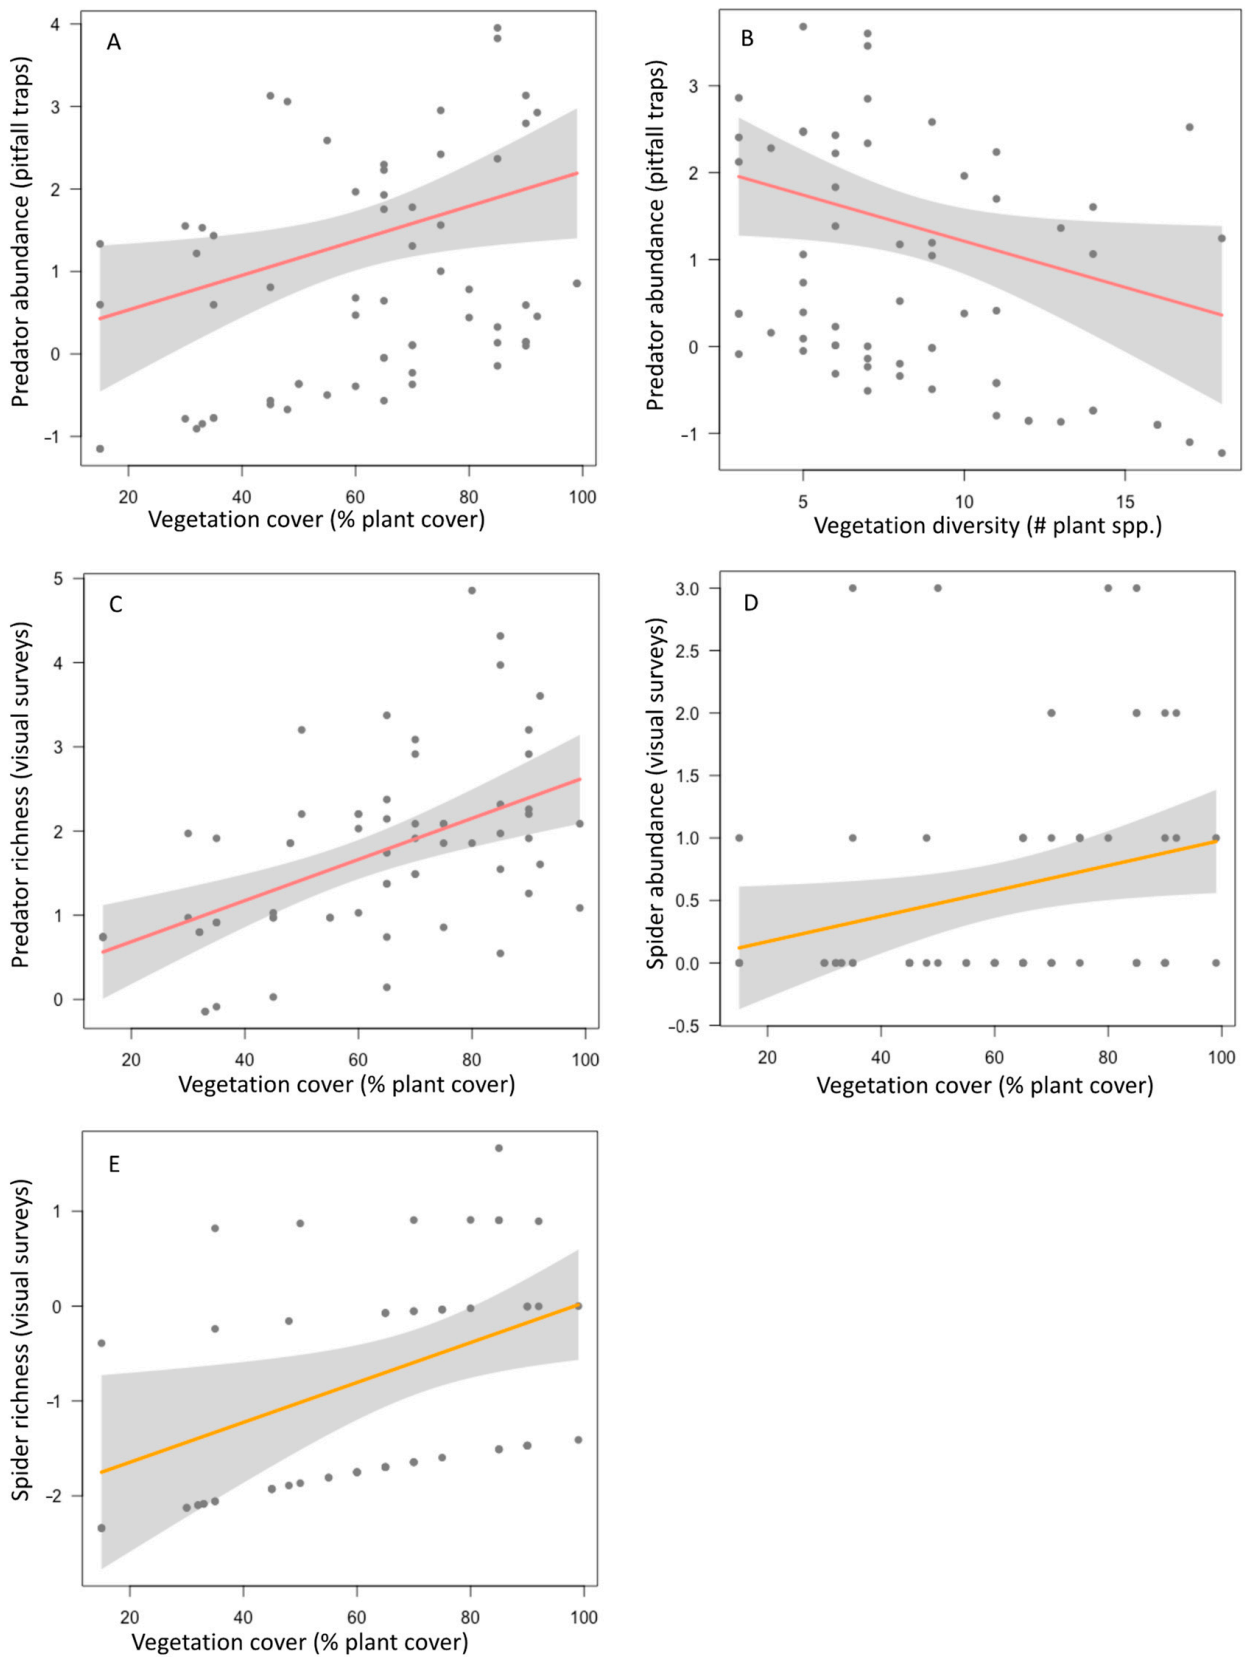 A
Predator abundance (pitfall traps)
4
3
2
1
0
−1
20 40 60 80 100
Vegetation cover (% plant cover)
B
Predator abundance (pitfall traps)
3
2
1
0
−1
5 10 15
Vegetation diversity (# plant spp.)
C
Predator richness (visual surveys)
5
4
3
2
1
0
20 40 60 80 100
Vegetation cover (% plant cover)
D
Spider abundance (visual surveys)
3.0
2.5
2.0
1.5
1.0
0.5
0.0
−0.5
20 40 60 80 100
Vegetation cover (% plant cover)
E
Spider richness (visual surveys)
1
0
−1
−2
20 40 60 80 100
Vegetation cover (% plant cover)